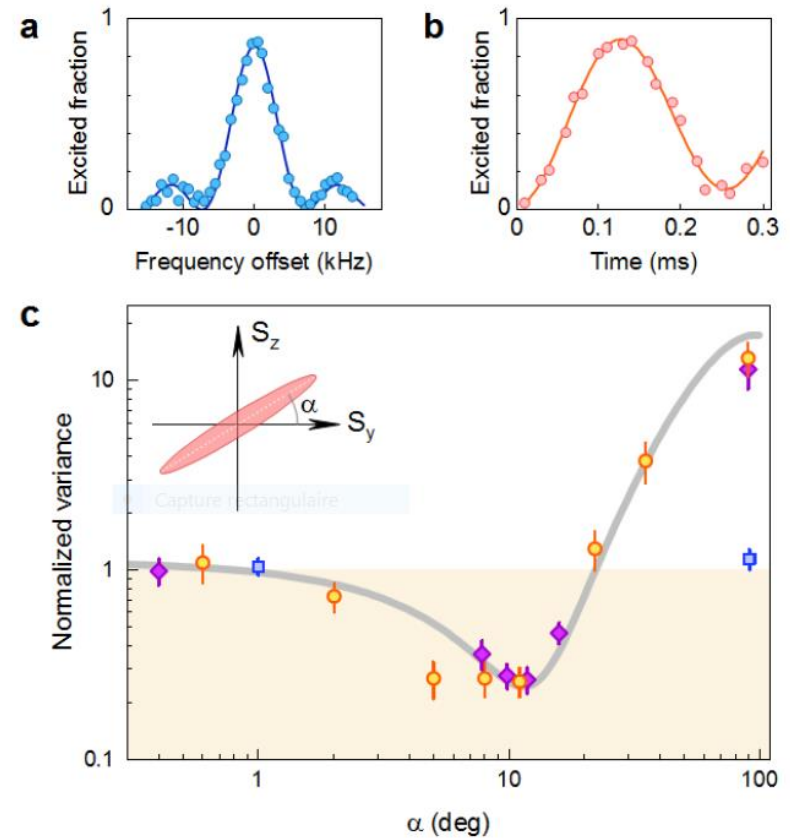 a
1
Excited fraction
0
-10 0 10
Frequency offset (kHz)
b
1
Excited fraction
0
0 0.1 0.2 0.3
Time (ms)
c
Normalized variance
10
1
0.1
S_z
α
S_y
Capture rectangulaire
1 10 100
α (deg)